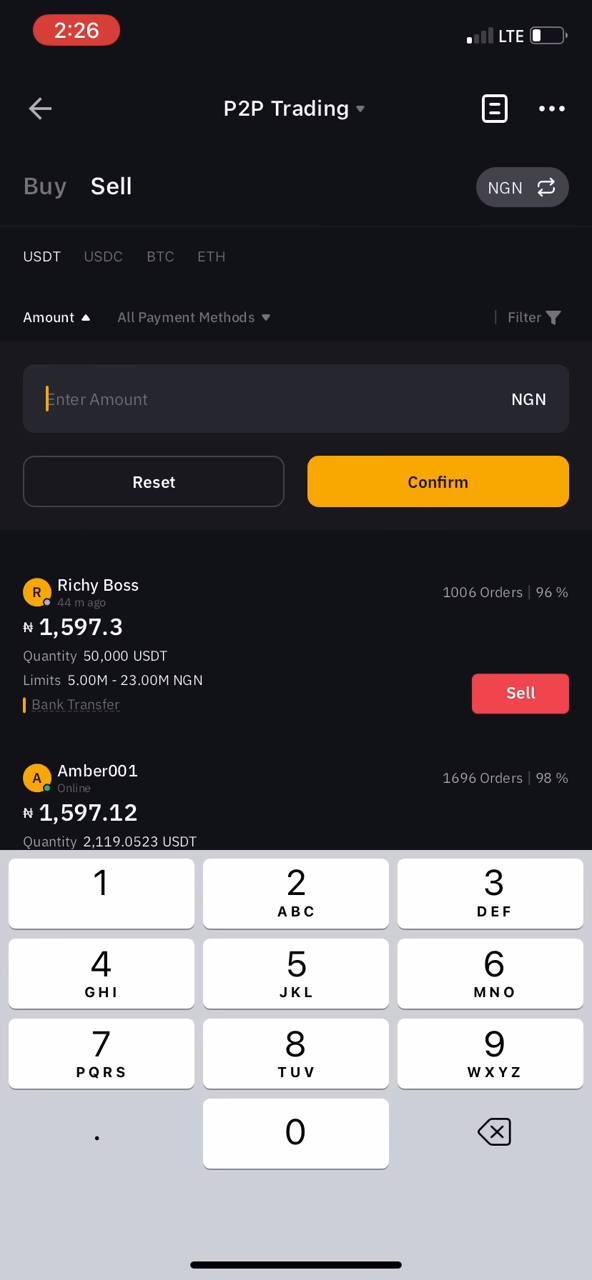 2:26 LTE
P2P Trading
Buy Sell NGN
USDT USDC BTC ETH
Amount All Payment Methods | Filter
Enter Amount NGN
Reset Confirm
R Richy Boss 1006 Orders | 96 %
44 m ago
₦ 1,597.3
Quantity 50,000 USDT
Limits 5.00M - 23.00M NGN
Sell
Bank Transfer
A Amber001 1696 Orders | 98 %
Online
₦ 1,597.12
Quantity 2,119.0523 USDT
1 2 3
ABC DEF
4 5 6
GHI JKL MNO
7 8 9
PQRS TUV WXYZ
. 0